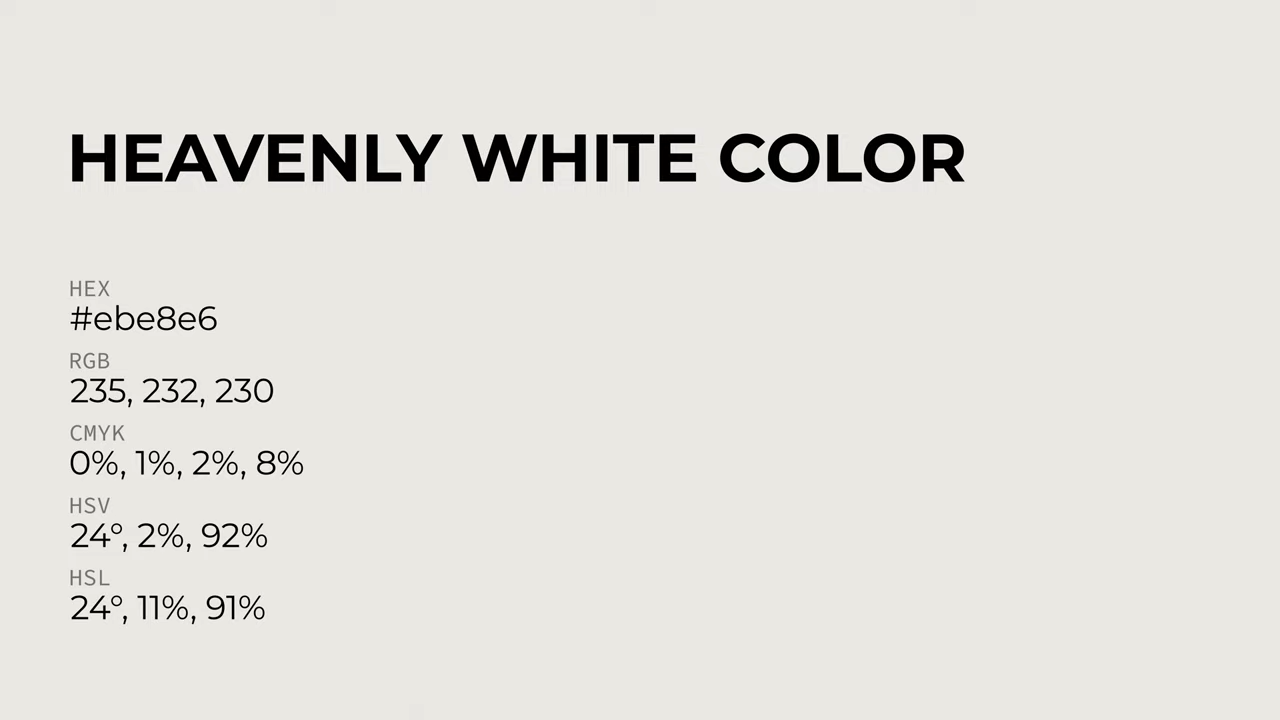 HEAVENLY WHITE COLOR
HEX
#ebe8e6
RGB
235, 232, 230
CMYK
0%, 1%, 2%, 8%
HSV
24°, 2%, 92%
HSL
24°, 11%, 91%